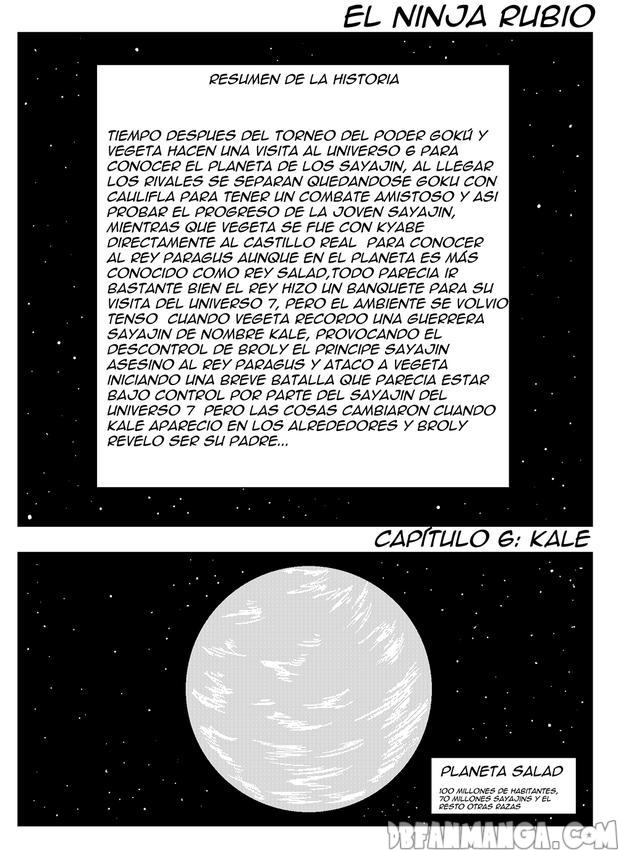 EL NINJA RUBIO
RESUMEN DE LA HISTORIA
TIEMPO DESPUES DEL TORNEO DEL PODER GOKÚ Y
VEGETA HACEN UNA VISITA AL UNIVERSO 6 PARA
CONOCER EL PLANETA DE LOS SAYAJIN, AL LLEGAR
LOS RIVALES SE SEPARAN QUEDANDOSE GOKU CON
CAULIFLA PARA TENER UN COMBATE AMISTOSO Y ASI
PROBAR EL PROGRESO DE LA JOVEN SAYAJIN,
MIENTRAS QUE VEGETA SE FUE CON KYABE
DIRECTAMENTE AL CASTILLO REAL PARA CONOCER
AL REY PARAGUS AUNQUE EN EL PLANETA ES MÁS
CONOCIDO COMO REY SALAD,TODO PARECIA IR
BASTANTE BIEN EL REY HIZO UN BANQUETE PARA SU
VISITA DEL UNIVERSO 7, PERO EL AMBIENTE SE VOLVIO
TENSO CUANDO VEGETA RECORDO UNA GUERRERA
SAYAJIN DE NOMBRE KALE, PROVOCANDO EL
DESCONTROL DE BROLY EL PRINCIPE SAYAJIN
ASESINO AL REY PARAGUS Y ATACO A VEGETA
INICIANDO UNA BREVE BATALLA QUE PARECIA ESTAR
BAJO CONTROL POR PARTE DEL SAYAJIN DEL
UNIVERSO 7 PERO LAS COSAS CAMBIARON CUANDO
KALE APARECIO EN LOS ALREDEDORES Y BROLY
REVELO SER SU PADRE...
CAPÍTULO 6: KALE
PLANETA SALAD
100 MILLONES DE HABITANTES,
70 MILLONES SAYAJINS Y EL
RESTO OTRAS RAZAS
DBFANMANGA.COM